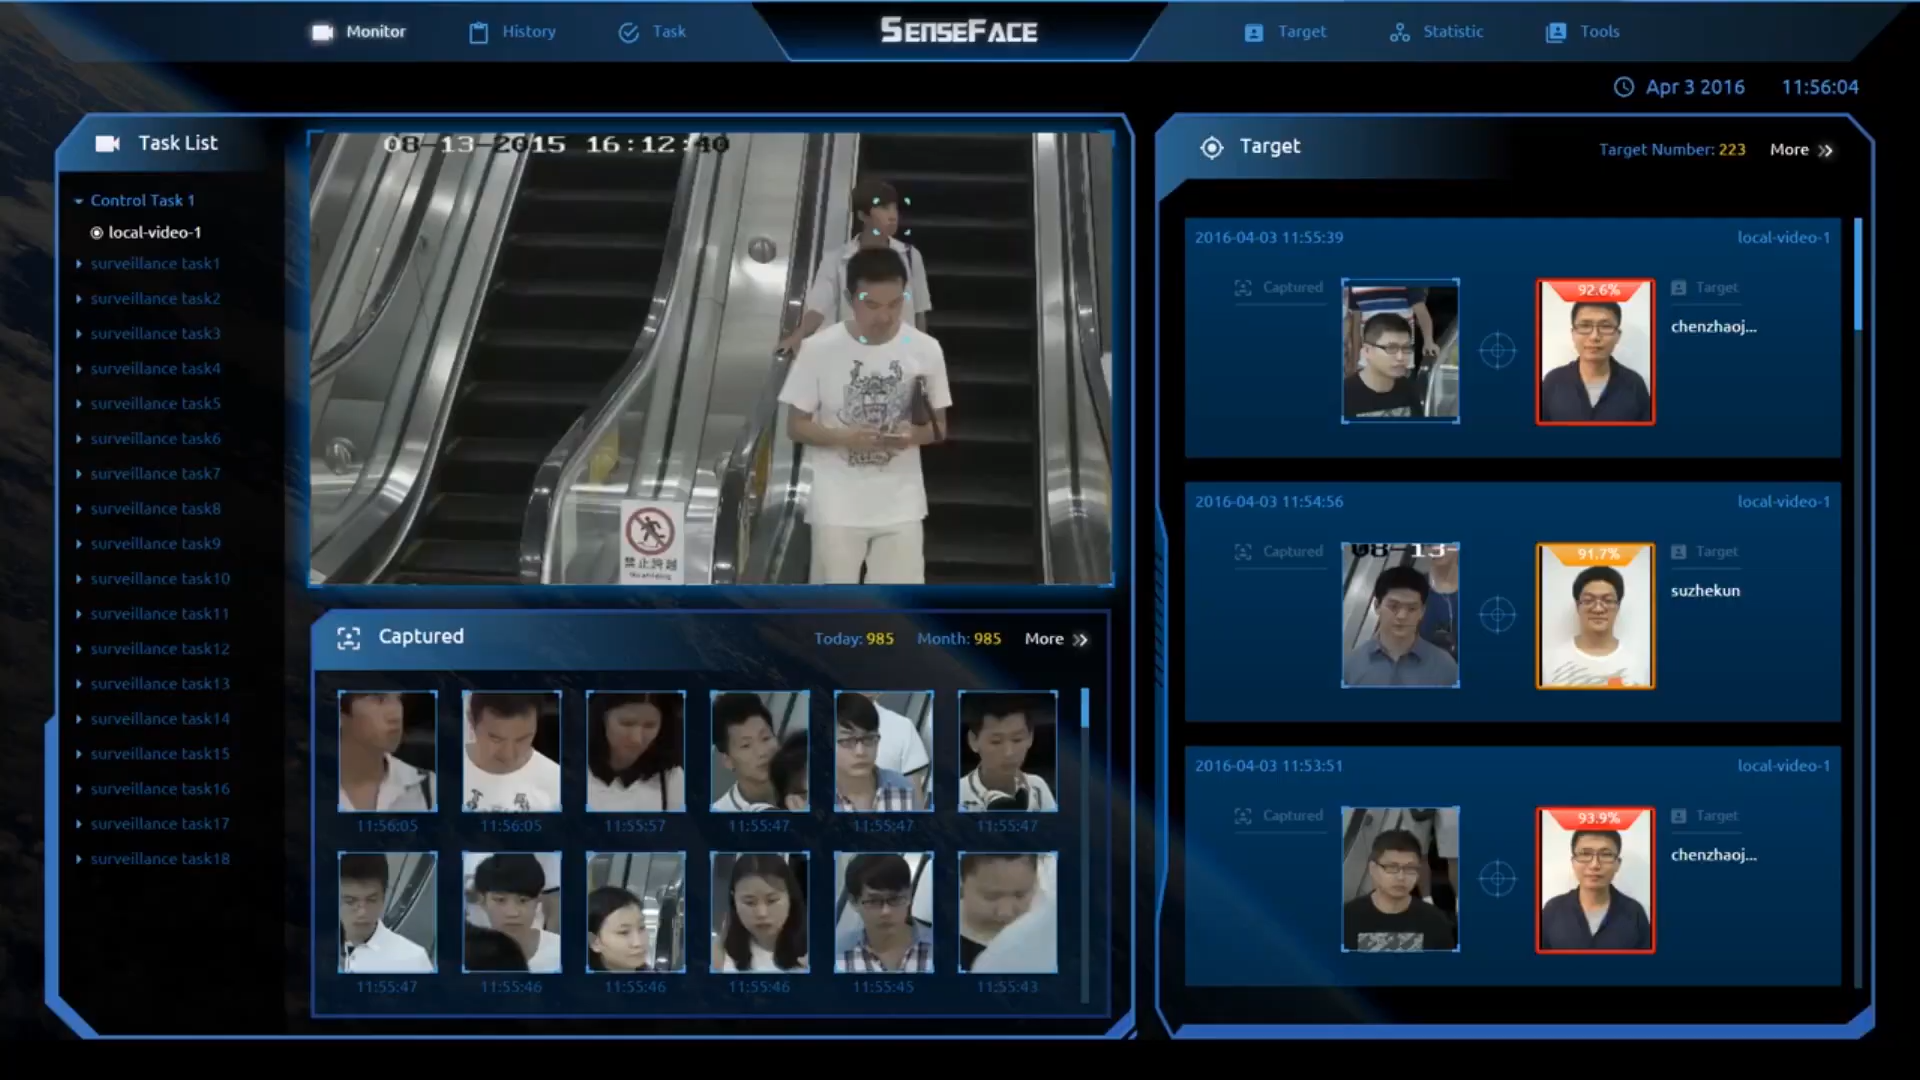 Monitor
History
Task
SENSEFACE
Target
Statistic
Tools
Apr 3 2016 11:56:04
Task List
Control Task 1
local-video-1
surveillance task1
surveillance task2
surveillance task3
surveillance task4
surveillance task5
surveillance task6
surveillance task7
surveillance task8
surveillance task9
surveillance task10
surveillance task11
surveillance task12
surveillance task13
surveillance task14
surveillance task15
surveillance task16
surveillance task17
surveillance task18
08-13-2015 16:12:40
禁止跨越
Captured
Today: 985 Month: 985 More »
11:56:05 11:56:05 11:55:57 11:55:47 11:55:47 11:55:47
11:55:47 11:55:46 11:55:46 11:55:46 11:55:45 11:55:43
Target
Target Number: 223 More »
2016-04-03 11:55:39 local-video-1
Captured
92.6%
Target
chenzhaoj...
2016-04-03 11:54:56 local-video-1
Captured
08-13-
91.7%
Target
suzhekun
2016-04-03 11:53:51 local-video-1
Captured
93.9%
Target
chenzhaoj...